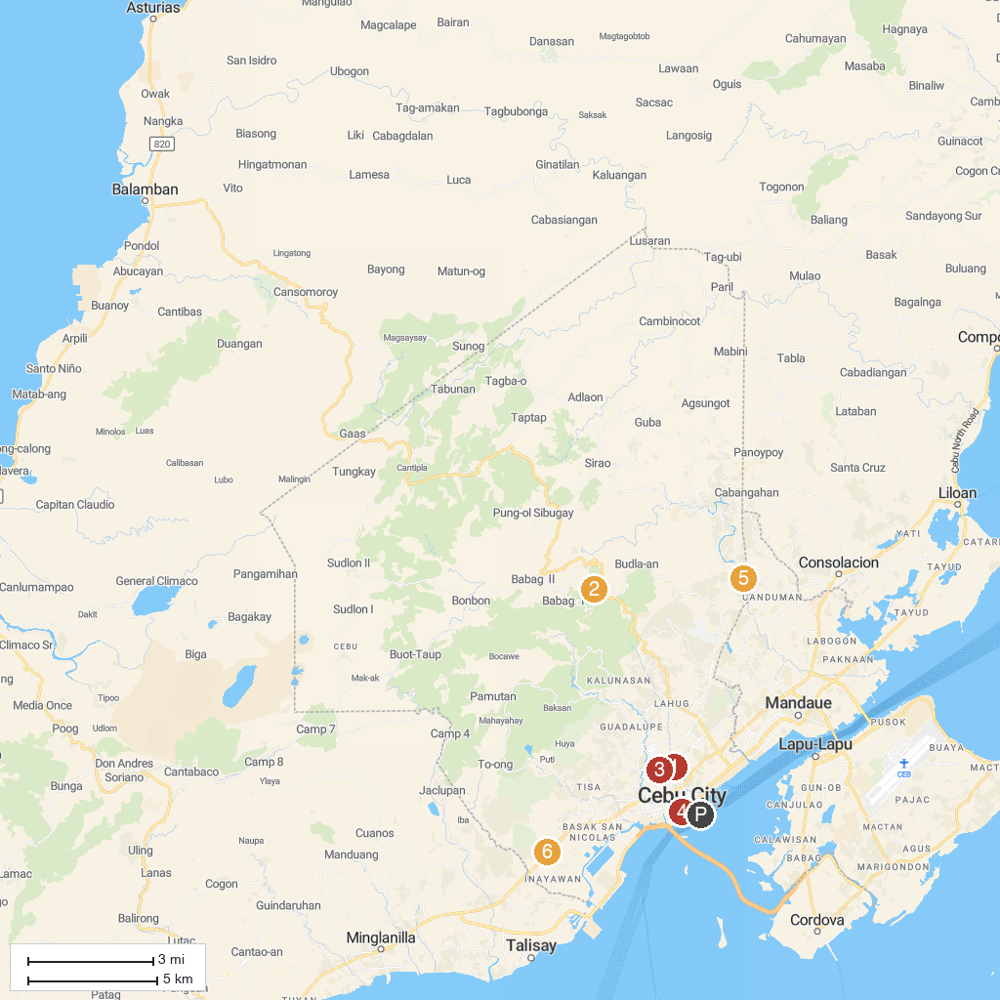 Asturias
Mangulao
Magcalape
Bairan
Danasan
Magtagobtob
Cahumayan
Hagnaya
San Isidro
Ubogon
Lawaan
Masaba
Oguis
Binaliw
Owak
Tag-amakan
Tagbubonga
Saksak
Sacsac
Nangka
820
Biasong
Liki
Cabagdalan
Langosig
Guinacot
Hingatmonan
Lamesa
Luca
Ginatilan
Kaluangan
Togonon
Cogon Cr
Balamban
Vito
Cabasiangan
Baliang
Sandayong Sur
Pondol
Lingatong
Lusaran
Tag-ubi
Basak
Abucayan
Bayong
Matun-og
Mulao
Buluang
Buanoy
Cansomoroy
Paril
Bagalnga
Cantibas
Cambinocot
Arpili
Duangan
Magsaysay
Sunog
Mabini
Tabla
Compo
Santo Niño
Cabadiangan
Matab-ang
Tabunan
Tagba-o
Adlaon
Agsungot
Lataban
Minolos
Luas
Gaas
Taptap
Guba
Cebu North Road
ong-calong
Calibasan
Cantipla
Sirao
Panoypoy
Santa Cruz
Lubo
Malingin
Tungkay
Cabangahan
Liloan
Capitan Claudio
Pung-ol Sibugay
YATI
CATAR
Pangamihan
Sudlon II
Babag II
Budla-an
Consolacion
TAYUD
Canlumampao
General Climaco
2
5
CANDUMAN
Dakit
Sudlon I
Bonbon
Babag
TAYUD
Bagakay
Climaco Sr.
Biga
CEBU
Buot-Taup
Bocawe
LABOGON
PAKNAAN
Mak-ak
KALUNASAN
Media Once
Tipoo
Pamutan
Baksan
LAHUG
Mandaue
Poog
Udlom
Camp 7
Camp 4
Mahayahay
GUADALUPE
PUSOK
Don Andres
Soriano
Cantabaco
Camp 8
To-ong
Huya
Puti
Lapu-Lapu
BUAYA
CEB
Bunga
Ylaya
Jaclupan
TISA
3
1
GUN-OB
MACT
Cebu City
CANJULAO
PAJAC
4
P
Iba
BASAK SAN
NICOLAS
MACTAN
Naupa
Cuanos
CALAWISAN
AGUS
Uling
Manduang
6
BABAG
MARIGONDON
Lanas
INAYAWAN
Cogon
Guindaruhan
Balirong
Cordova
Lutac
Cantao-an
Minglanilla
Talisay
3 mi
5 km
Patag
TUYAN